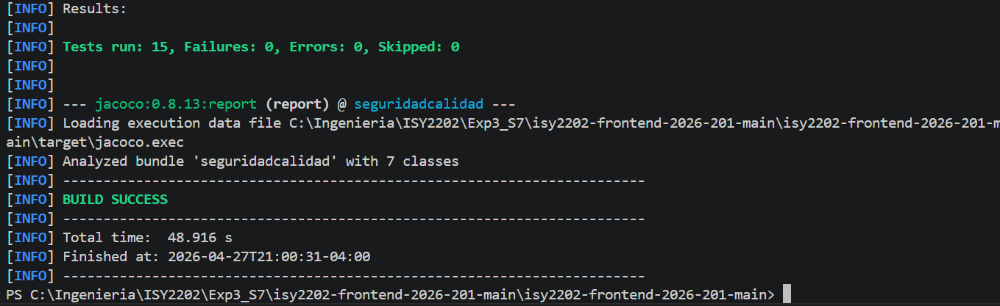 [INFO] Results:
[INFO]
[INFO] Tests run: 15, Failures: 0, Errors: 0, Skipped: 0
[INFO]
[INFO]
[INFO] --- jacoco:0.8.13:report (report) @ seguridadcalidad ---
[INFO] Loading execution data file C:\Ingenieria\ISY2202\Exp3_S7\isy2202-frontend-2026-201-main\isy2202-frontend-2026-201-m
ain\target\jacoco.exec
[INFO] Analyzed bundle 'seguridadcalidad' with 7 classes
[INFO] ------------------------------------------------------------------------
[INFO] BUILD SUCCESS
[INFO] ------------------------------------------------------------------------
[INFO] Total time:  48.916 s
[INFO] Finished at: 2026-04-27T21:00:31-04:00
[INFO] ------------------------------------------------------------------------
PS C:\Ingenieria\ISY2202\Exp3_S7\isy2202-frontend-2026-201-main\isy2202-frontend-2026-201-main>